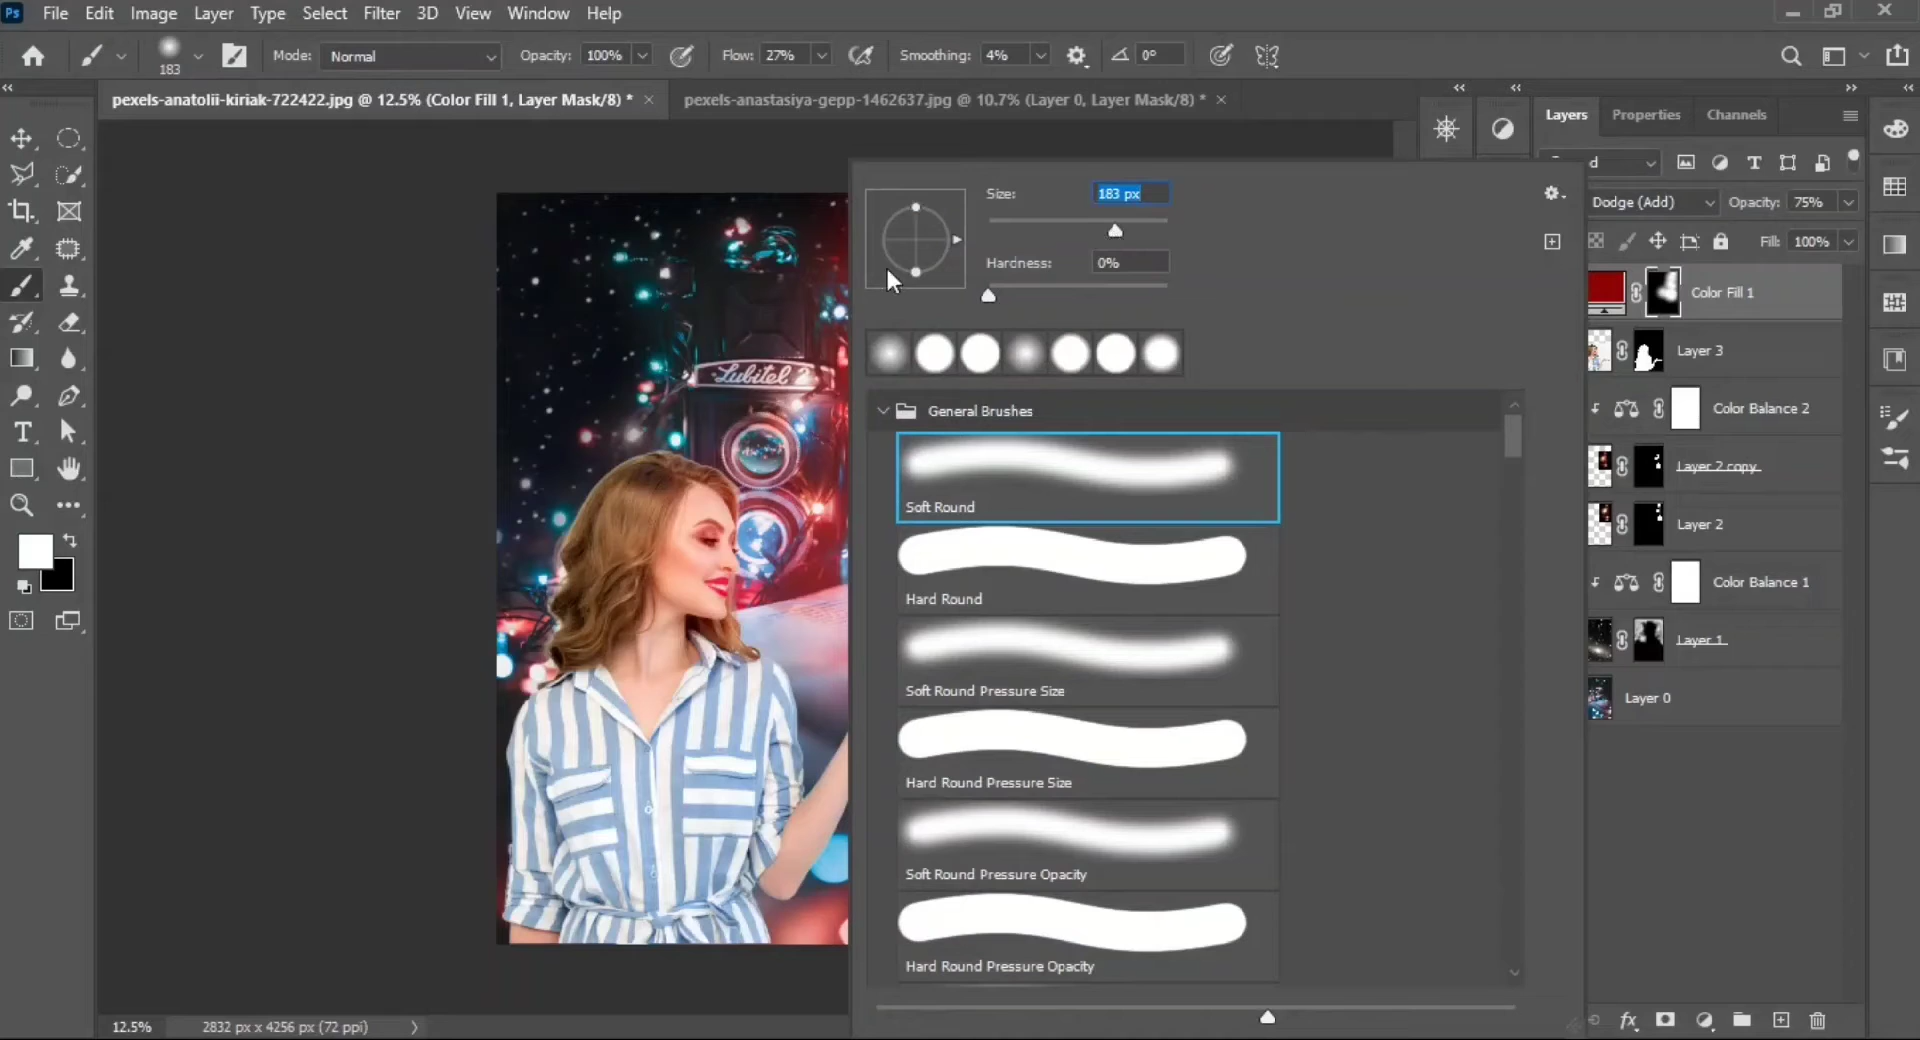 Ps File Edit Image Layer Type Select Filter 3D View Window Help
183 Mode: Normal Opacity: 100% Flow: 27% Smoothing: 4% 0°
pexels-anatolii-kiriak-722422.jpg @ 12.5% (Color Fill 1, Layer Mask/8) * × pexels-anastasiya-gepp-1462637.jpg @ 10.7% (Layer 0, Layer Mask/8) * ×
Layers Properties Channels
Size: 183 px
Hardness: 0%
General Brushes
Soft Round
Hard Round
Soft Round Pressure Size
Hard Round Pressure Size
Soft Round Pressure Opacity
Hard Round Pressure Opacity
Dodge (Add) Opacity: 75%
Fill: 100%
Color Fill 1
Layer 3
Color Balance 2
Layer 2 copy
Layer 2
Color Balance 1
Layer 1
Layer 0
fx
Lubitel 2
12.5% 2832 px x 4256 px (72 ppi)